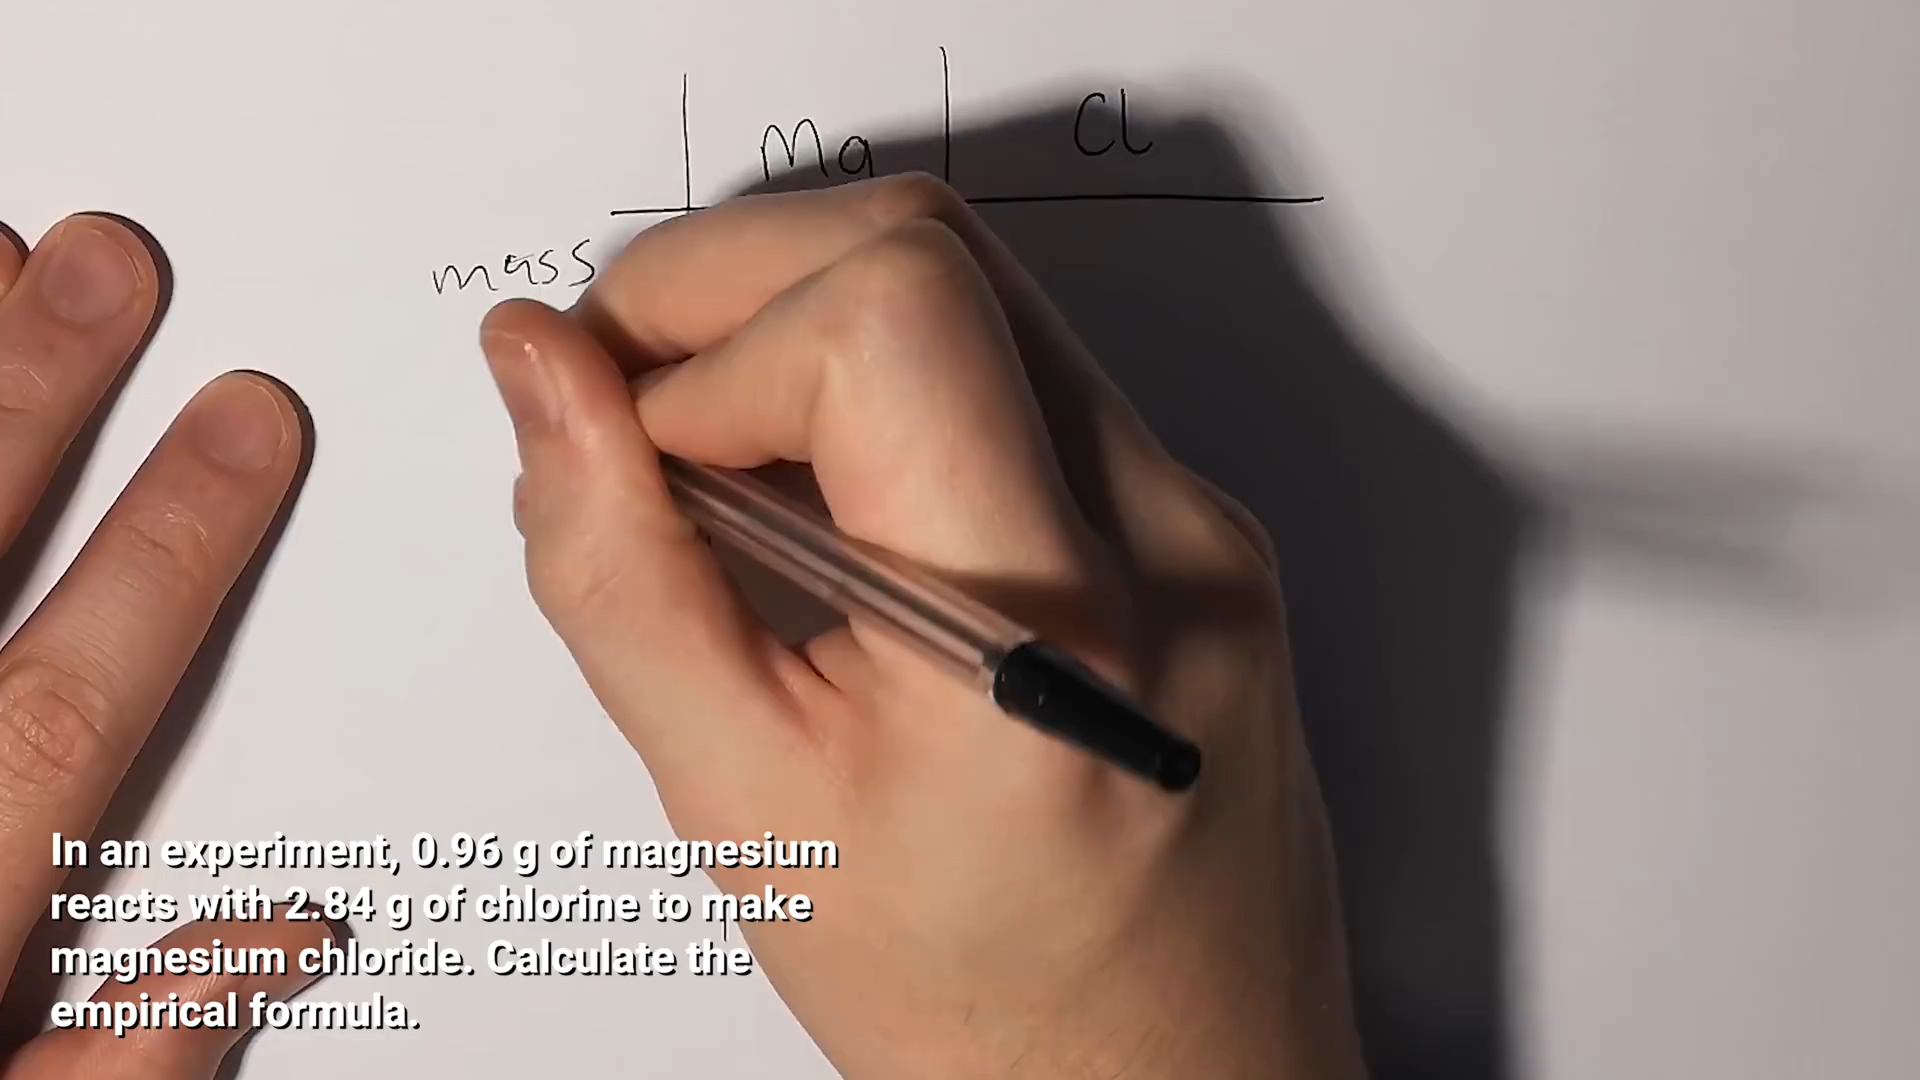 Mg Cl
mass
In an experiment, 0.96 g of magnesium
reacts with 2.84 g of chlorine to make
magnesium chloride. Calculate the
empirical formula.